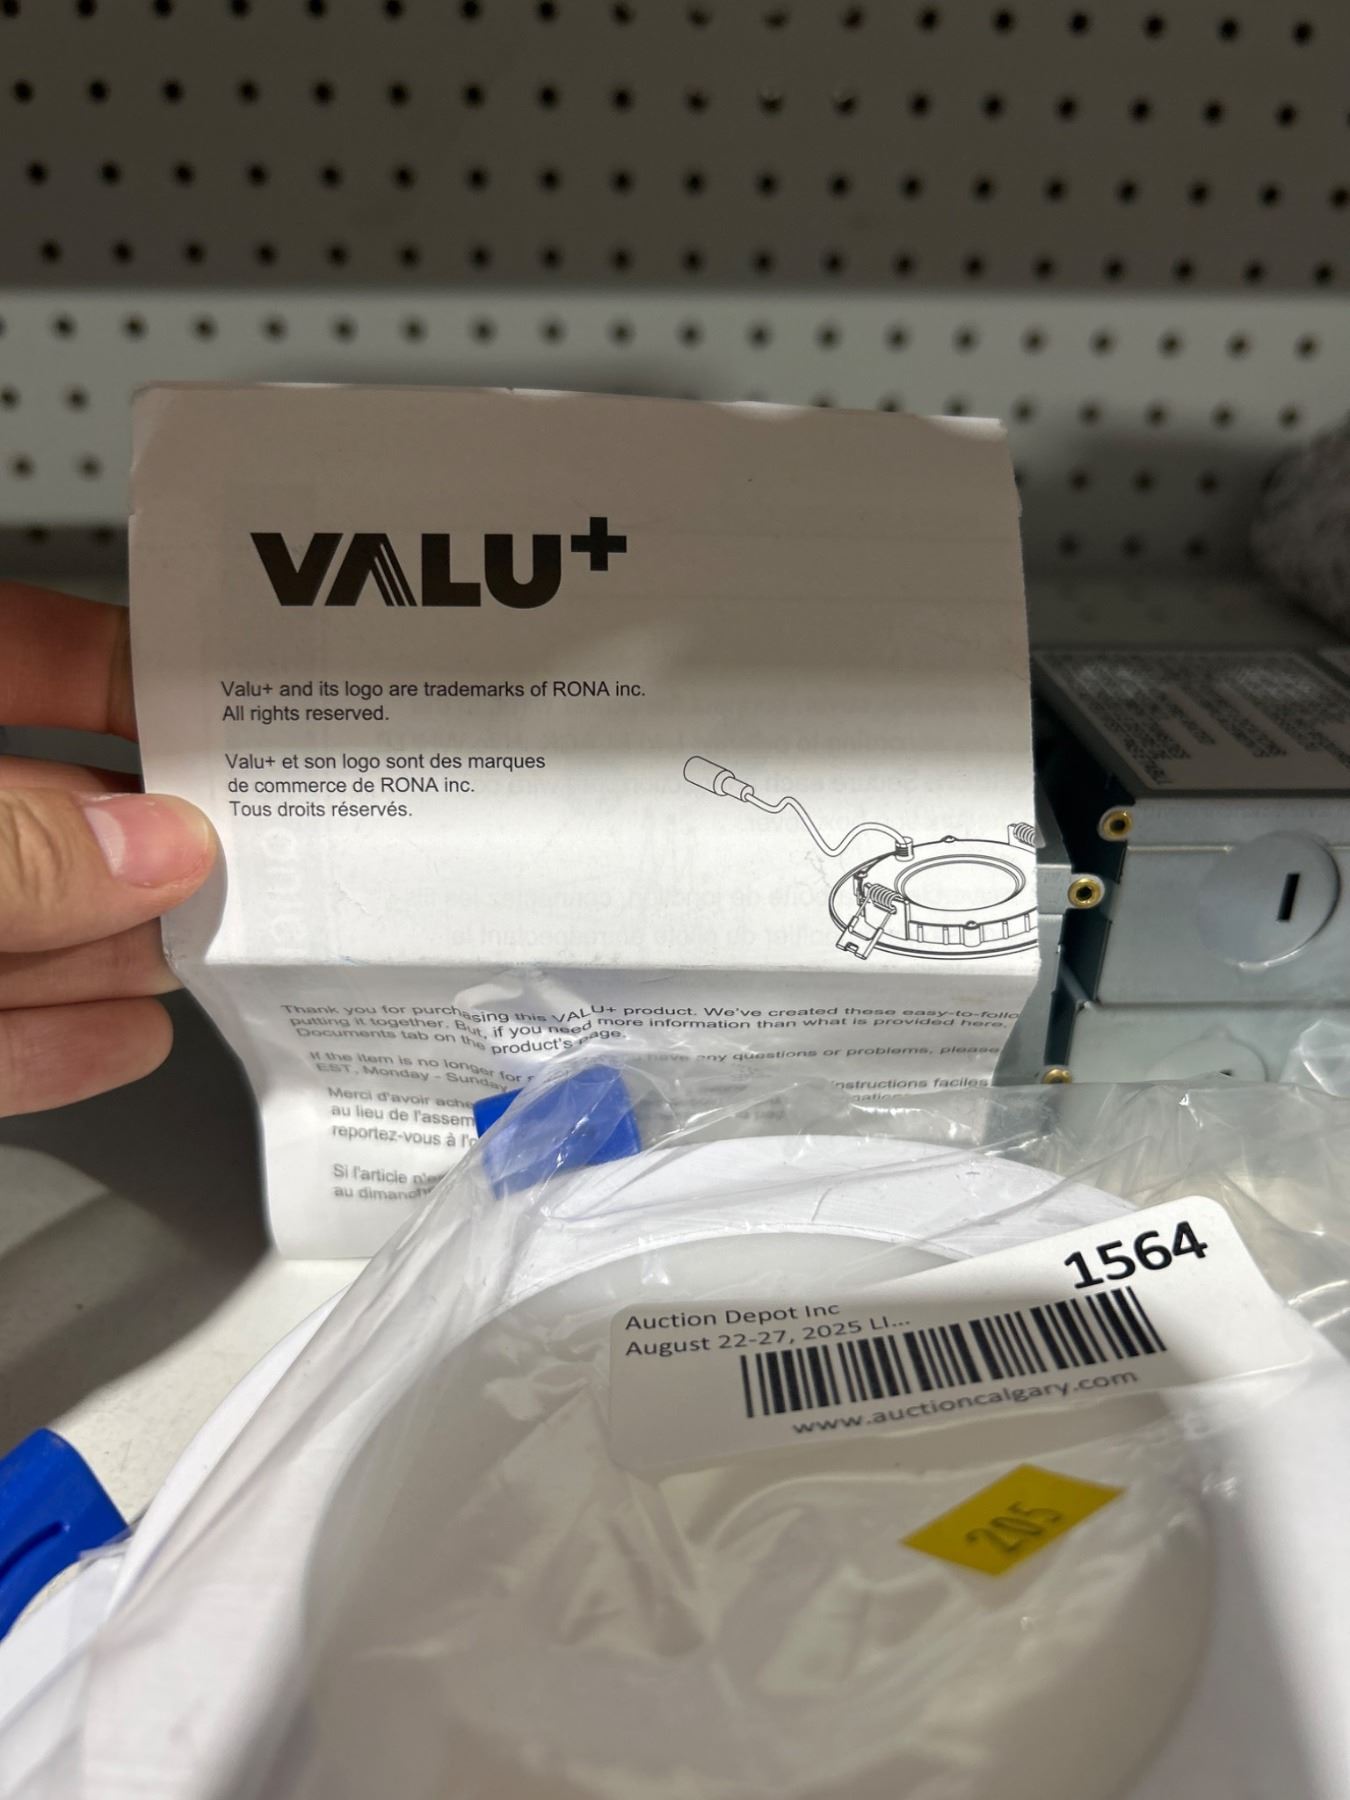 VALU+
Valu+ and its logo are trademarks of RONA inc.
All rights reserved.
Valu+ et son logo sont des marques
de commerce de RONA inc.
Tous droits réservés.
Thank you for purchasing this VALU+ product. We've created these easy-to-follo
putting it together. But, if you need more information than what is provided here,
Documents tab on the product's page.
If the item is no longer for have any questions or problems, please
EST, Monday - Sunday
Merci d'avoir ache instructions faciles
au lieu de l'assem
reportez-vous à l'o
Si l'article n'e
au dimanch
1564
Auction Depot Inc
August 22-27, 2025 LI...
www.auctioncalgary.com
205